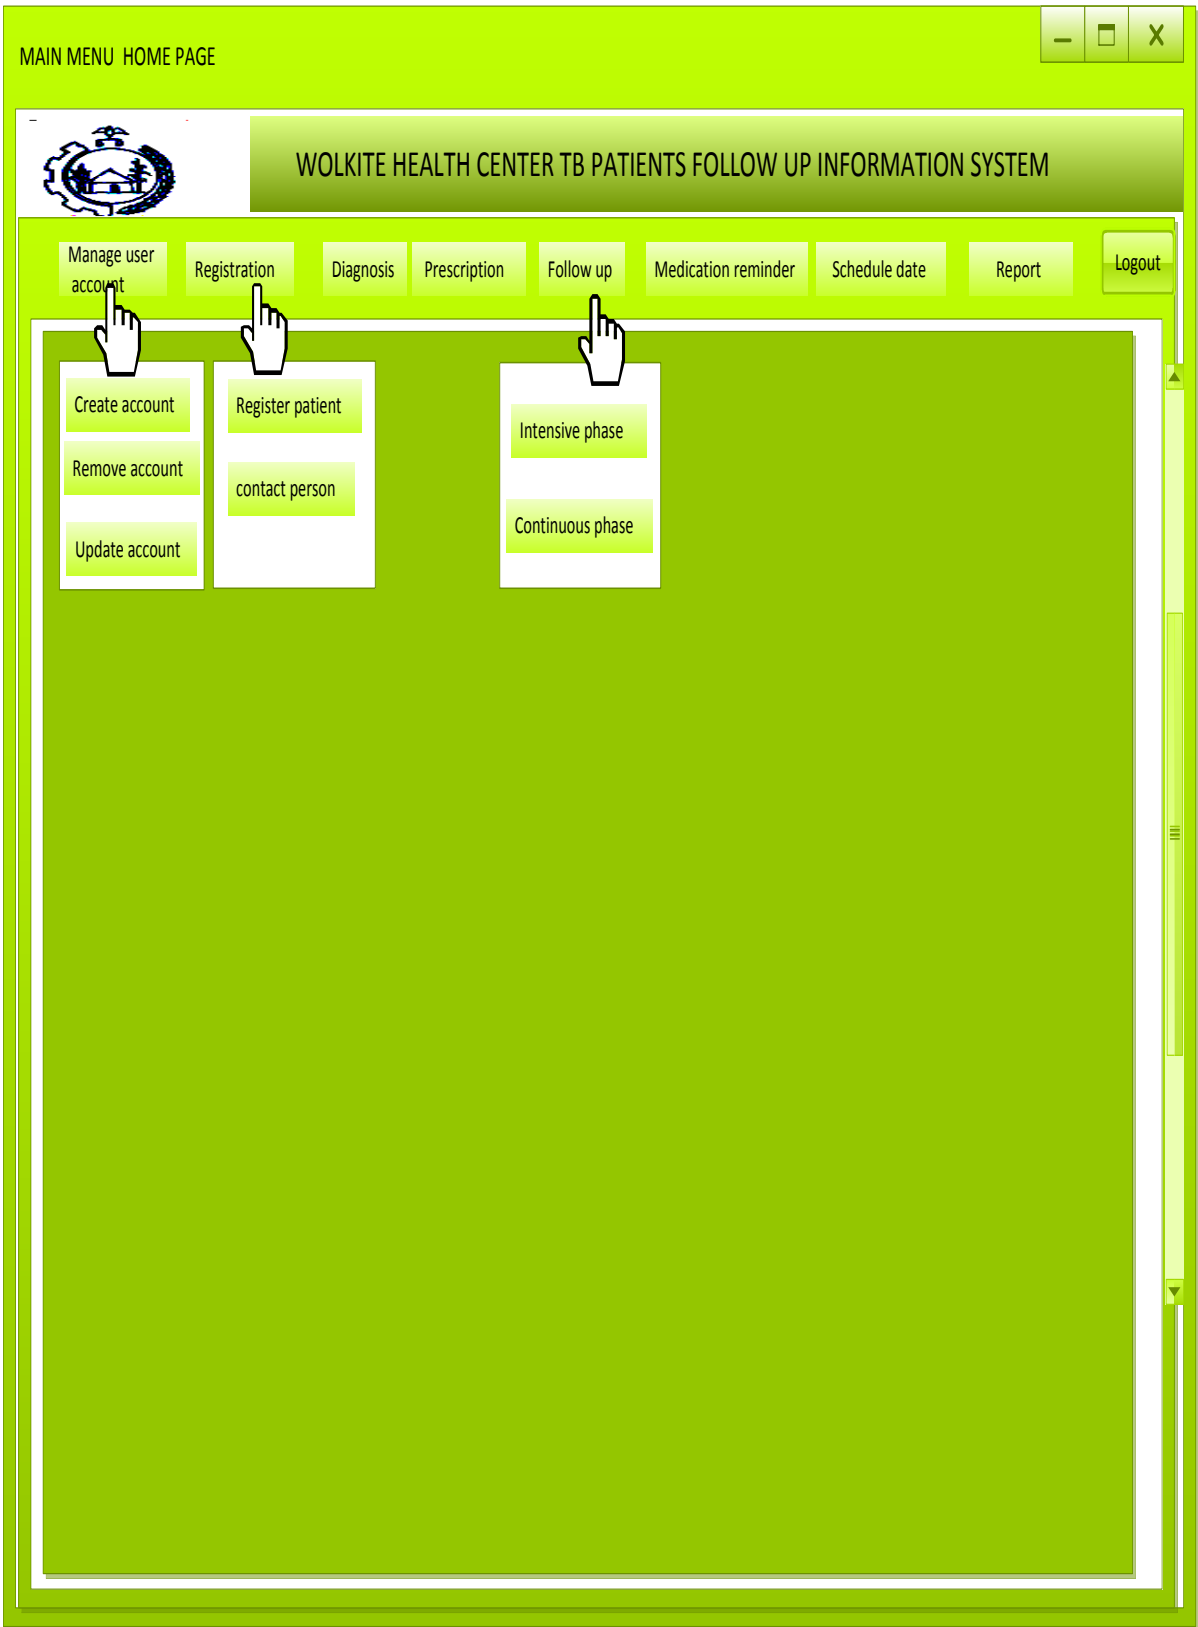 MAIN MENU  HOME PAGE
WOLKITE HEALTH CENTER TB PATIENTS FOLLOW UP INFORMATION SYSTEM
Manage user
account
Registration
Diagnosis
Prescription
Follow up
Medication reminder
Schedule date
Report
Logout
Create account
Remove account
Update account
Register patient
contact person
Intensive phase
Continuous phase